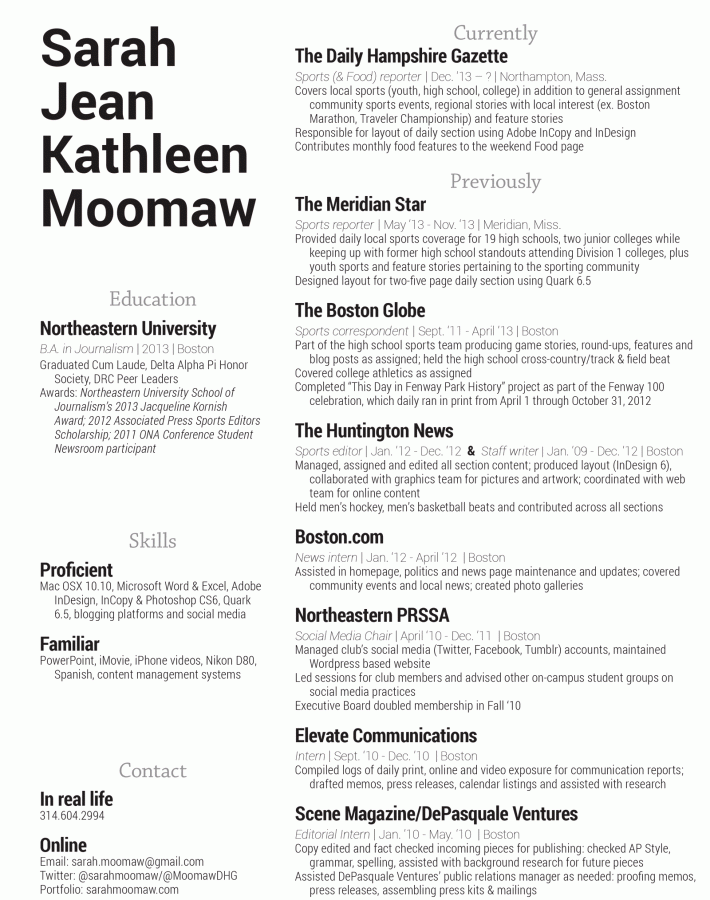 Sarah
Jean
Kathleen
Moomaw
Education
Northeastern University
B.A. in Journalism | 2013 | Boston
Graduated Cum Laude, Delta Alpha Pi Honor
Society, DRC Peer Leaders
Awards: Northeastern University School of
Journalism's 2013 Jacqueline Kornish
Award; 2012 Associated Press Sports Editors
Scholarship; 2011 ONA Conference Student
Newsroom participant
Skills
Proficient
Mac OSX 10.10, Microsoft Word & Excel, Adobe
InDesign, InCopy & Photoshop CS6, Quark
6.5, blogging platforms and social media
Familiar
PowerPoint, iMovie, iPhone videos, Nikon D80,
Spanish, content management systems
Contact
In real life
314.604.2994
Online
Email: sarah.moomaw@gmail.com
Twitter: @sarahmoomaw/@MoomawDHG
Portfolio: sarahmoomaw.com
Currently
The Daily Hampshire Gazette
Sports (& Food) reporter | Dec. '13 – ? | Northampton, Mass.
Covers local sports (youth, high school, college) in addition to general assignment
community sports events, regional stories with local interest (ex. Boston
Marathon, Traveler Championship) and feature stories
Responsible for layout of daily section using Adobe InCopy and InDesign
Contributes monthly food features to the weekend Food page
Previously
The Meridian Star
Sports reporter | May '13 - Nov. '13 | Meridian, Miss.
Provided daily local sports coverage for 19 high schools, two junior colleges while
keeping up with former high school standouts attending Division 1 colleges, plus
youth sports and feature stories pertaining to the sporting community
Designed layout for two-five page daily section using Quark 6.5
The Boston Globe
Sports correspondent | Sept. '11 - April '13 | Boston
Part of the high school sports team producing game stories, round-ups, features and
blog posts as assigned; held the high school cross-country/track & field beat
Covered college athletics as assigned
Completed "This Day in Fenway Park History" project as part of the Fenway 100
celebration, which daily ran in print from April 1 through October 31, 2012
The Huntington News
Sports editor | Jan. '12 - Dec. '12 & Staff writer | Jan. '09 - Dec. '12 | Boston
Managed, assigned and edited all section content; produced layout (InDesign 6),
collaborated with graphics team for pictures and artwork; coordinated with web
team for online content
Held men's hockey, men's basketball beats and contributed across all sections
Boston.com
News intern | Jan. '12 - April '12 | Boston
Assisted in homepage, politics and news page maintenance and updates; covered
community events and local news; created photo galleries
Northeastern PRSSA
Social Media Chair | April '10 - Dec. '11 | Boston
Managed club's social media (Twitter, Facebook, Tumblr) accounts, maintained
Wordpress based website
Led sessions for club members and advised other on-campus student groups on
social media practices
Executive Board doubled membership in Fall '10
Elevate Communications
Intern | Sept. '10 - Dec. '10 | Boston
Compiled logs of daily print, online and video exposure for communication reports;
drafted memos, press releases, calendar listings and assisted with research
Scene Magazine/DePasquale Ventures
Editorial Intern | Jan. '10 - May. '10 | Boston
Copy edited and fact checked incoming pieces for publishing: checked AP Style,
grammar, spelling, assisted with background research for future pieces
Assisted DePasquale Ventures' public relations manager as needed: proofing memos,
press releases, assembling press kits & mailings